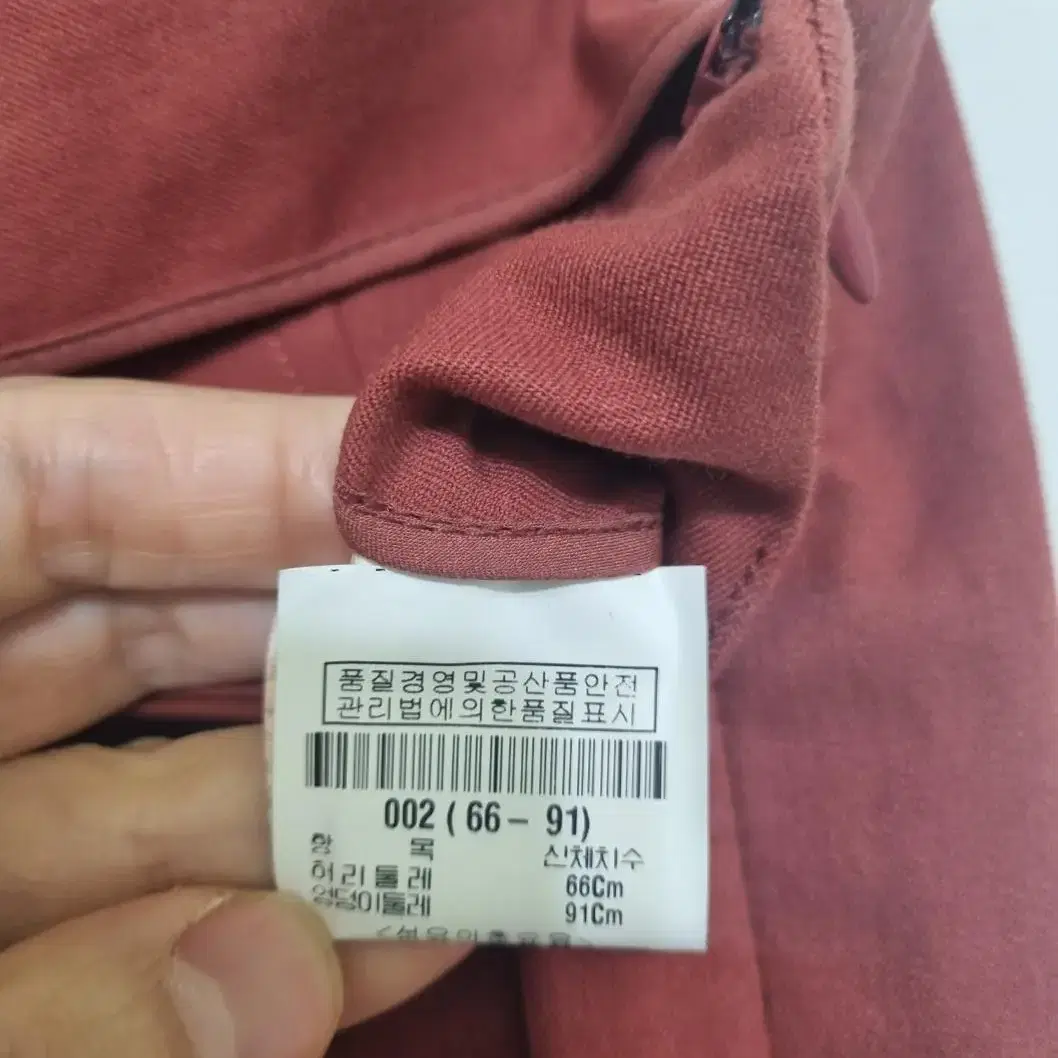 품질경영및공산품안전
관리법에의한품질표시
002 ( 66 - 91)
항 목 신체치수
허리둘레 66Cm
엉덩이둘레 91Cm